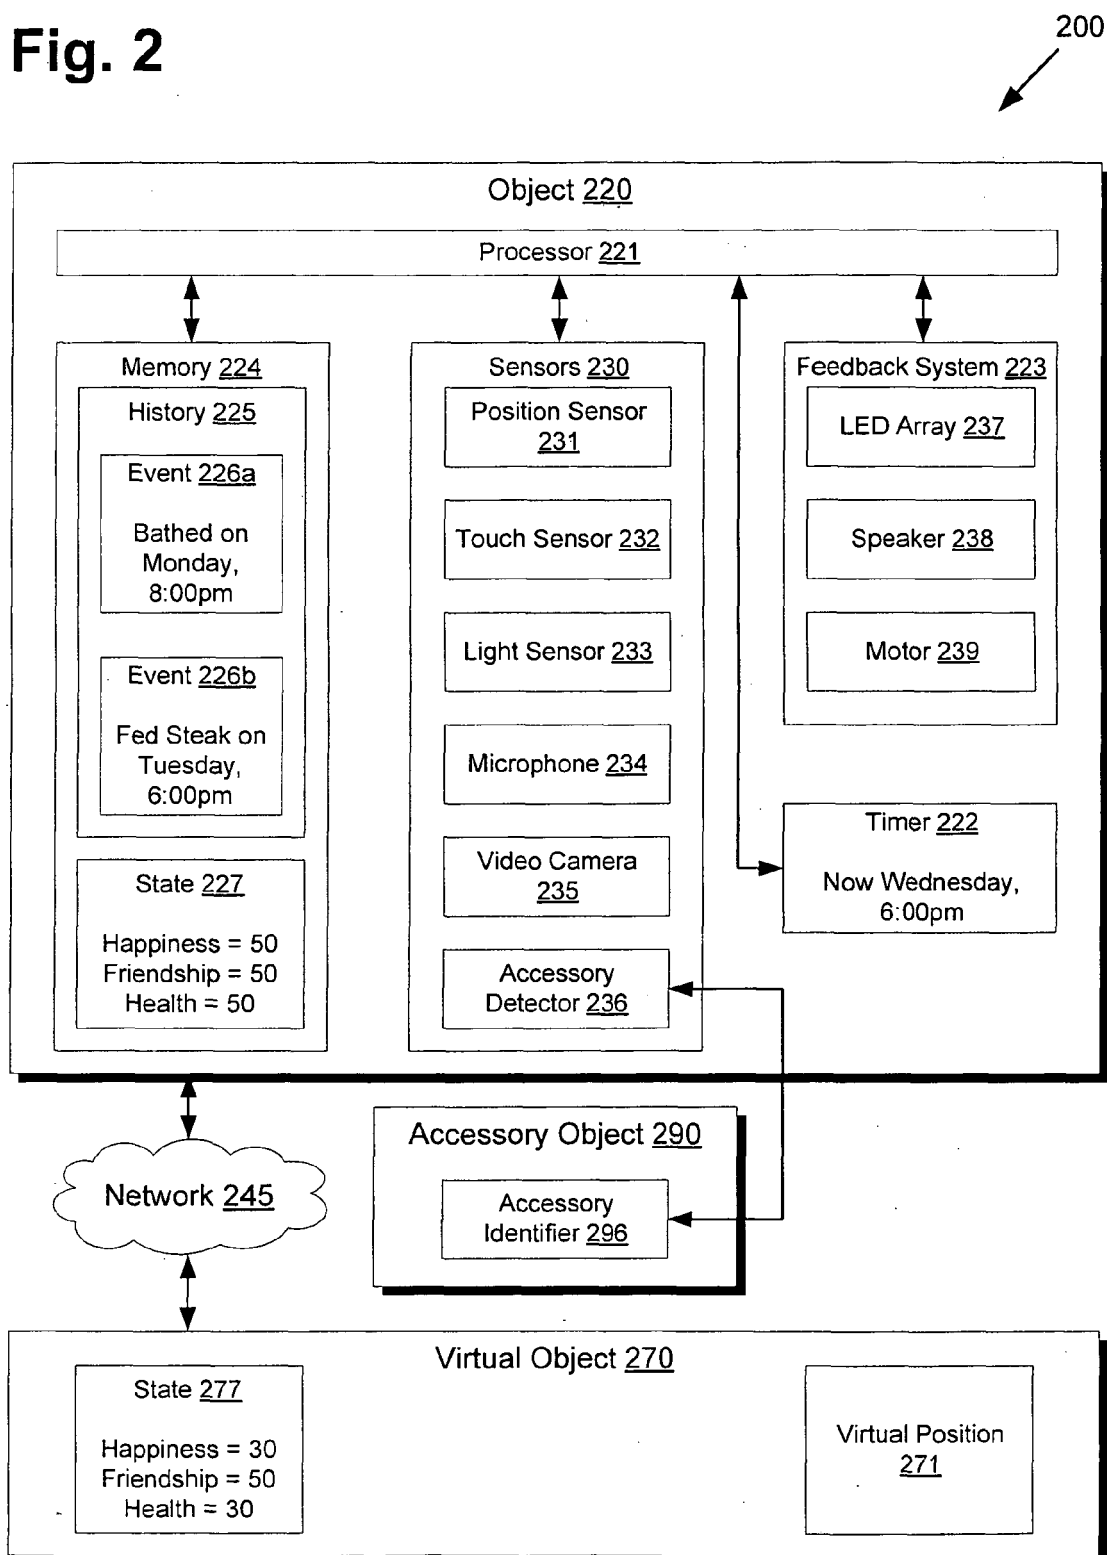 Fig. 2
200
Object 220
Processor 221
Memory 224
History 225
Event 226a
Bathed on
Monday,
8:00pm
Event 226b
Fed Steak on
Tuesday,
6:00pm
State 227
Happiness = 50
Friendship = 50
Health = 50
Sensors 230
Position Sensor
231
Touch Sensor 232
Light Sensor 233
Microphone 234
Video Camera
235
Accessory
Detector 236
Feedback System 223
LED Array 237
Speaker 238
Motor 239
Timer 222
Now Wednesday,
6:00pm
Network 245
Accessory Object 290
Accessory
Identifier 296
Virtual Object 270
State 277
Happiness = 30
Friendship = 50
Health = 30
Virtual Position
271